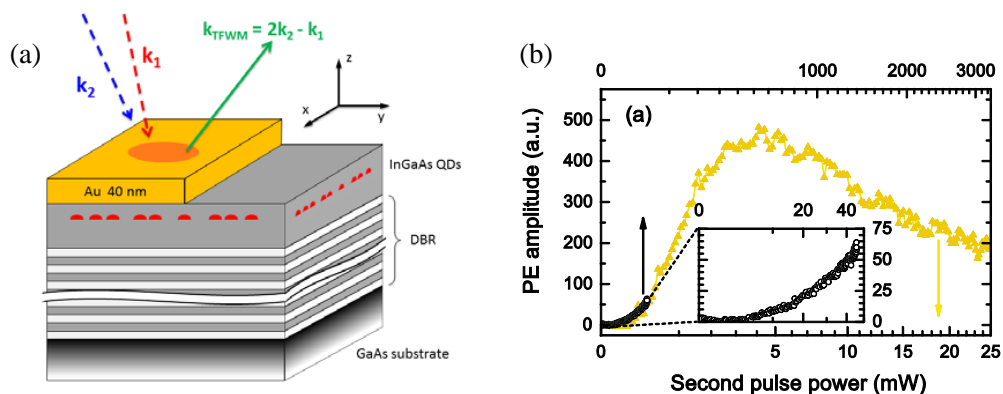 (a)
k₁
k₂
k_TFWM = 2k₂ - k₁
z
x
y
InGaAs QDs
Au 40 nm
DBR
GaAs substrate
(b)
0 1000 2000 3000
(a)
PE amplitude (a.u.)
500
400
300
200
100
0
0 20 40
75
50
25
0
0 5 10 15 20 25
Second pulse power (mW)